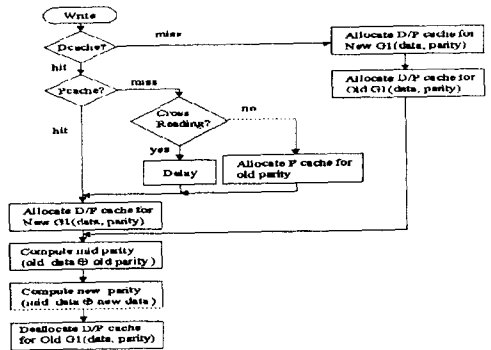 Write
Dcache?
miss
Allocate D/P cache for
New G1(data, parity)
hit
Allocate D/P cache for
Old G1(data, parity)
Pcache?
miss
Cross
Reading?
no
hit
yes
Delay
Allocate P cache for
old parity
Allocate D/P cache for
New G1(data, parity)
Compute mid parity
(old data ⊕ old parity)
Compute new parity
(mid data ⊕ new data)
Deallocate D/P cache
for Old G1(data, parity)